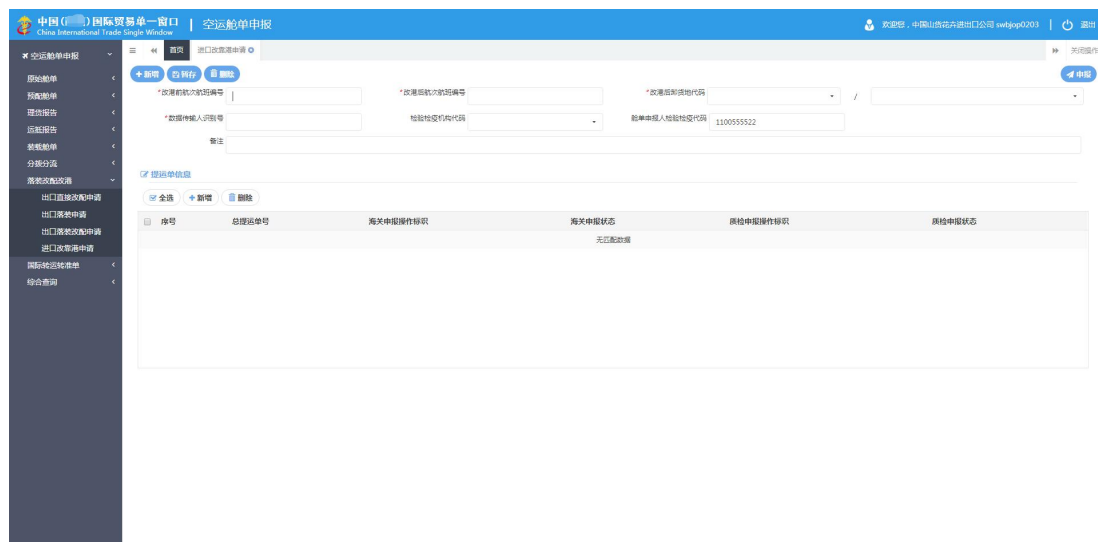 中国( )国际贸易单一窗口 | 空运舱单申报
China International Trade Single Window
欢迎您，中国山货花卉进出口公司 swbjop0203 | 退出
空运舱单申报
首页 进口改靠港申请
关闭操作
原始舱单
预配舱单
理货报告
运抵报告
装载舱单
分拨分流
落装改配改港
出口直接改配申请
出口落装申请
出口落装改配申请
进口改靠港申请
国际转运转准单
综合查询
+新增 暂存 删除
申报
*改港前航次航班编号
*改港后航次航班编号
*改港后卸货地代码 /
*数据传输人识别号
检验检疫机构代码
舱单申报人检验检疫代码 1100555522
备注
提运单信息
全选 +新增 删除
序号 总提运单号 海关申报操作标识 海关申报状态 质检申报操作标识 质检申报状态
无匹配数据